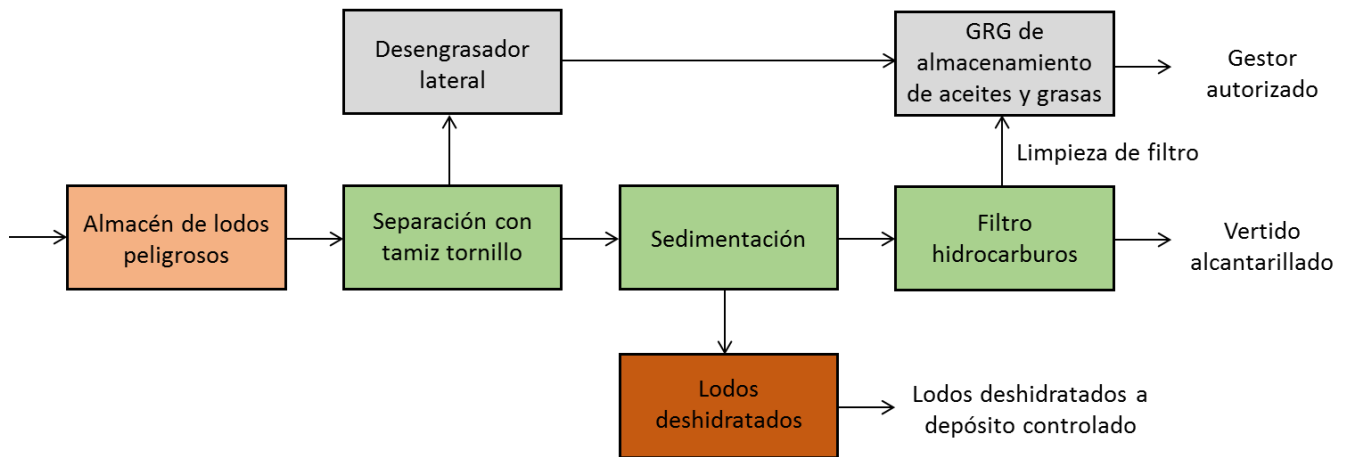 Desengrasador
lateral
GRG de
almacenamiento
de aceites y grasas
Gestor
autorizado
Limpieza de filtro
Almacén de lodos
peligrosos
Separación con
tamiz tornillo
Sedimentación
Filtro
hidrocarburos
Vertido
alcantarillado
Lodos
deshidratados
Lodos deshidratados a
depósito controlado